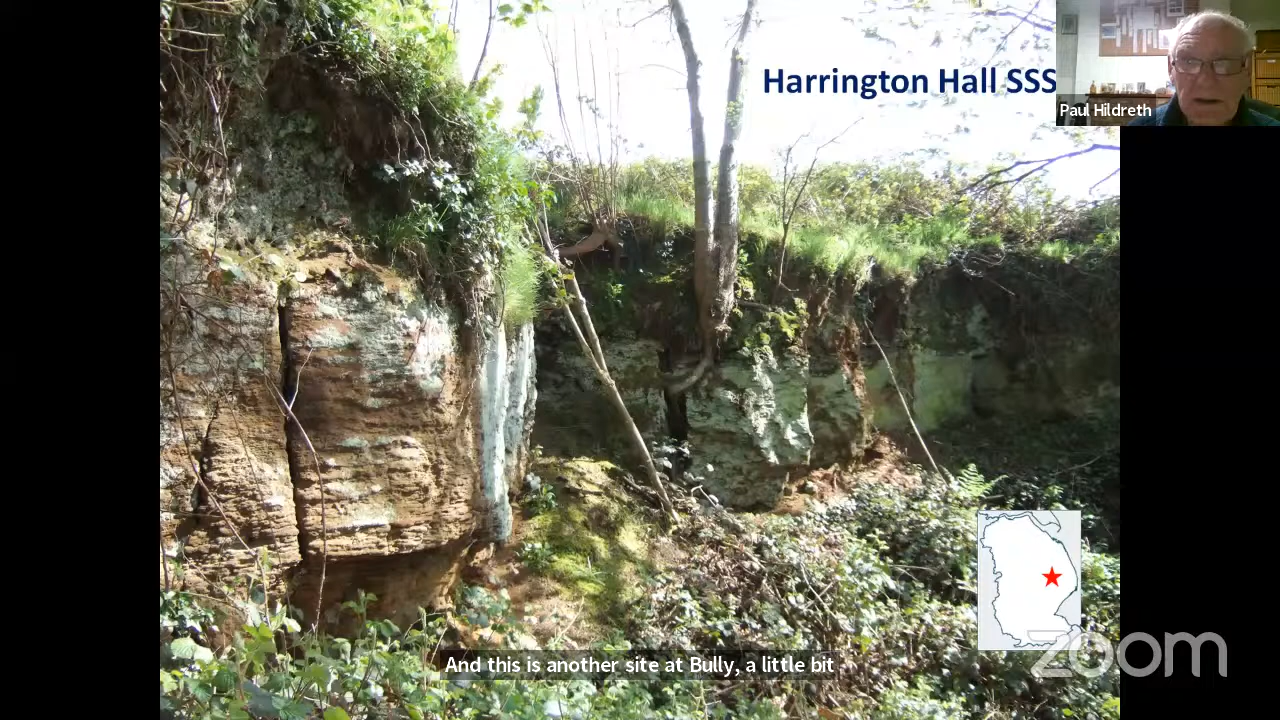 Harrington Hall SSS
Paul Hildreth
And this is another site at Bully, a little bit
zoom